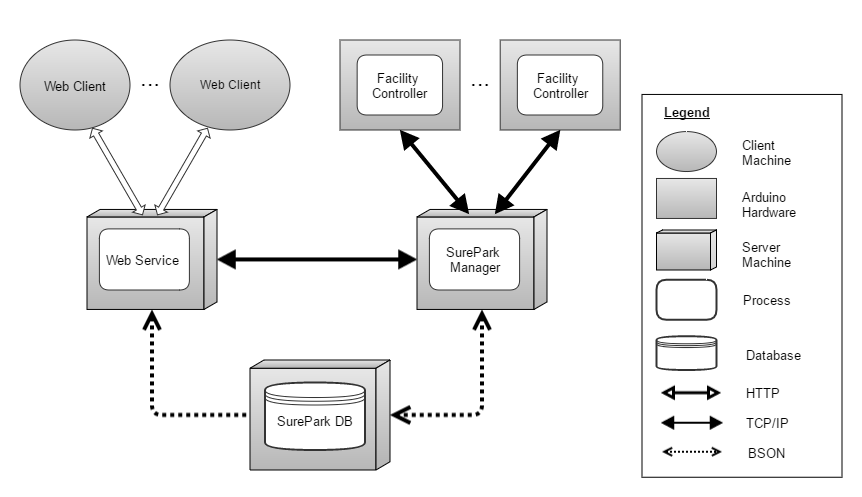 Web Client
...
Web Client
Facility
Controller
...
Facility
Controller
Web Service
SurePark
Manager
SurePark DB
Legend
Client
Machine
Arduino
Hardware
Server
Machine
Process
Database
HTTP
TCP/IP
BSON